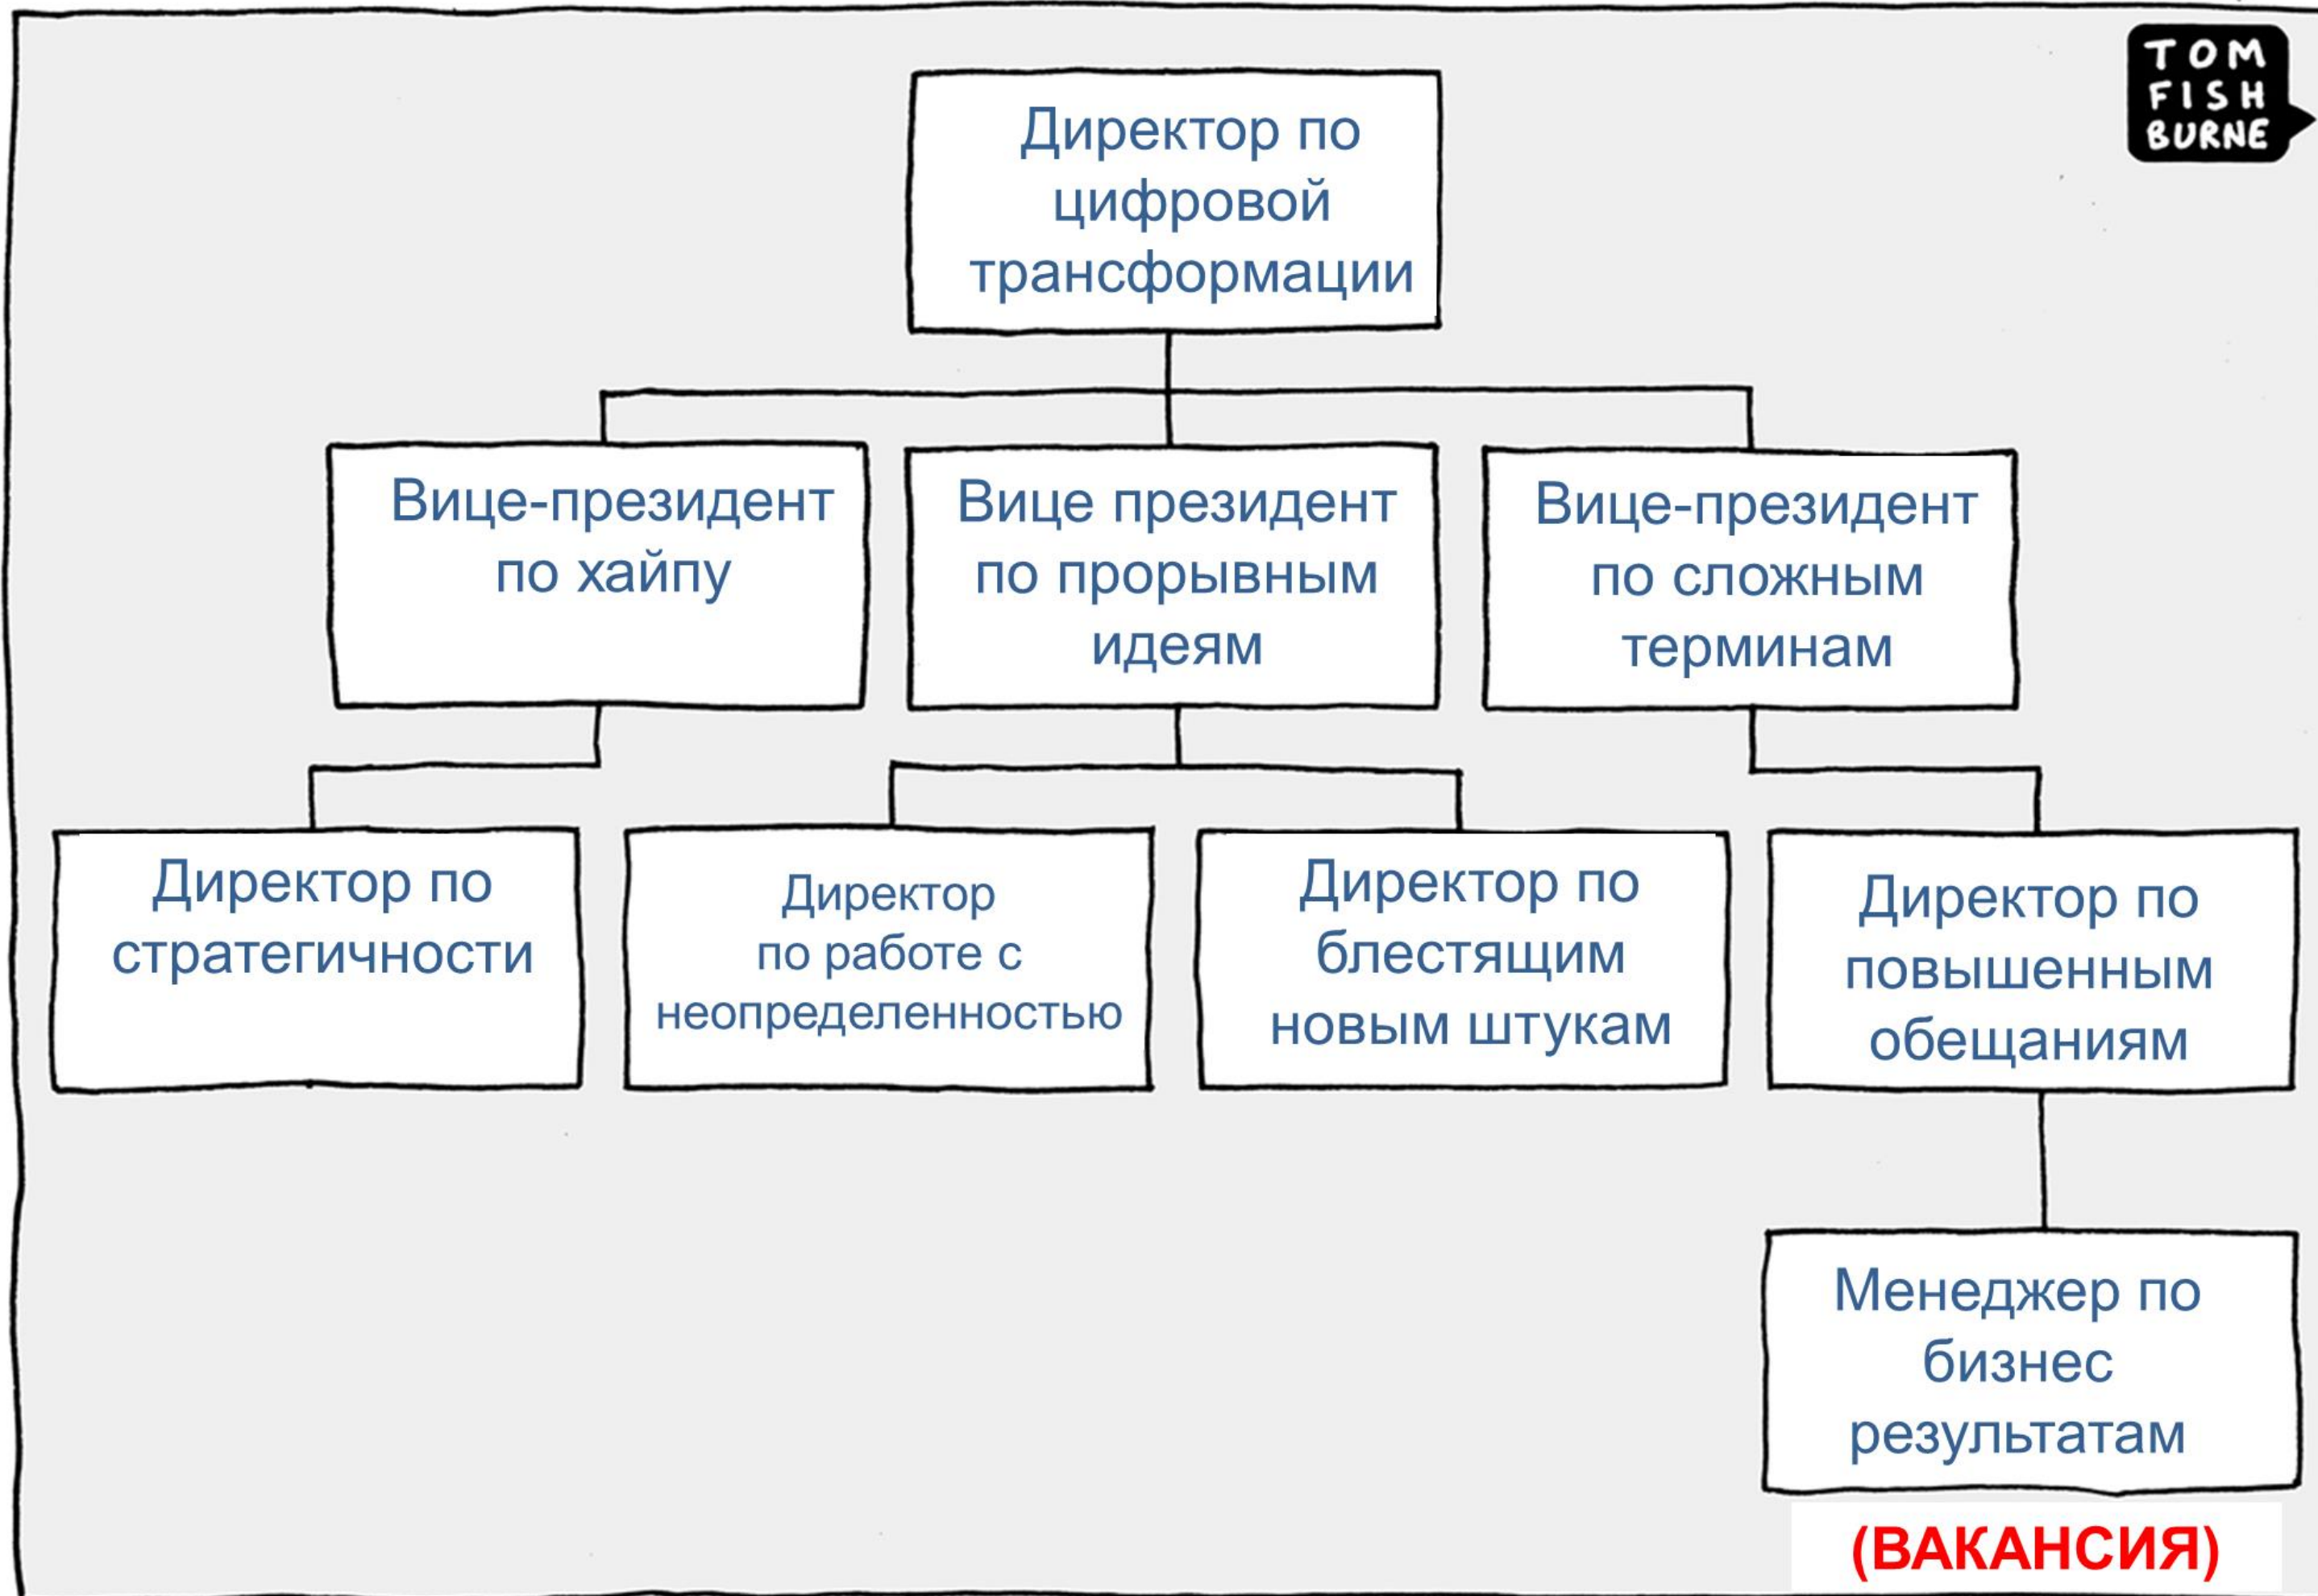 TOM
FISH
BURNE
Директор по
цифровой
трансформации
Вице-президент
по хайпу
Вице президент
по прорывным
идеям
Вице-президент
по сложным
терминам
Директор по
стратегичности
Директор
по работе с
неопределенностью
Директор по
блестящим
новым штукам
Директор по
повышенным
обещаниям
Менеджер по
бизнес
результатам
(ВАКАНСИЯ)